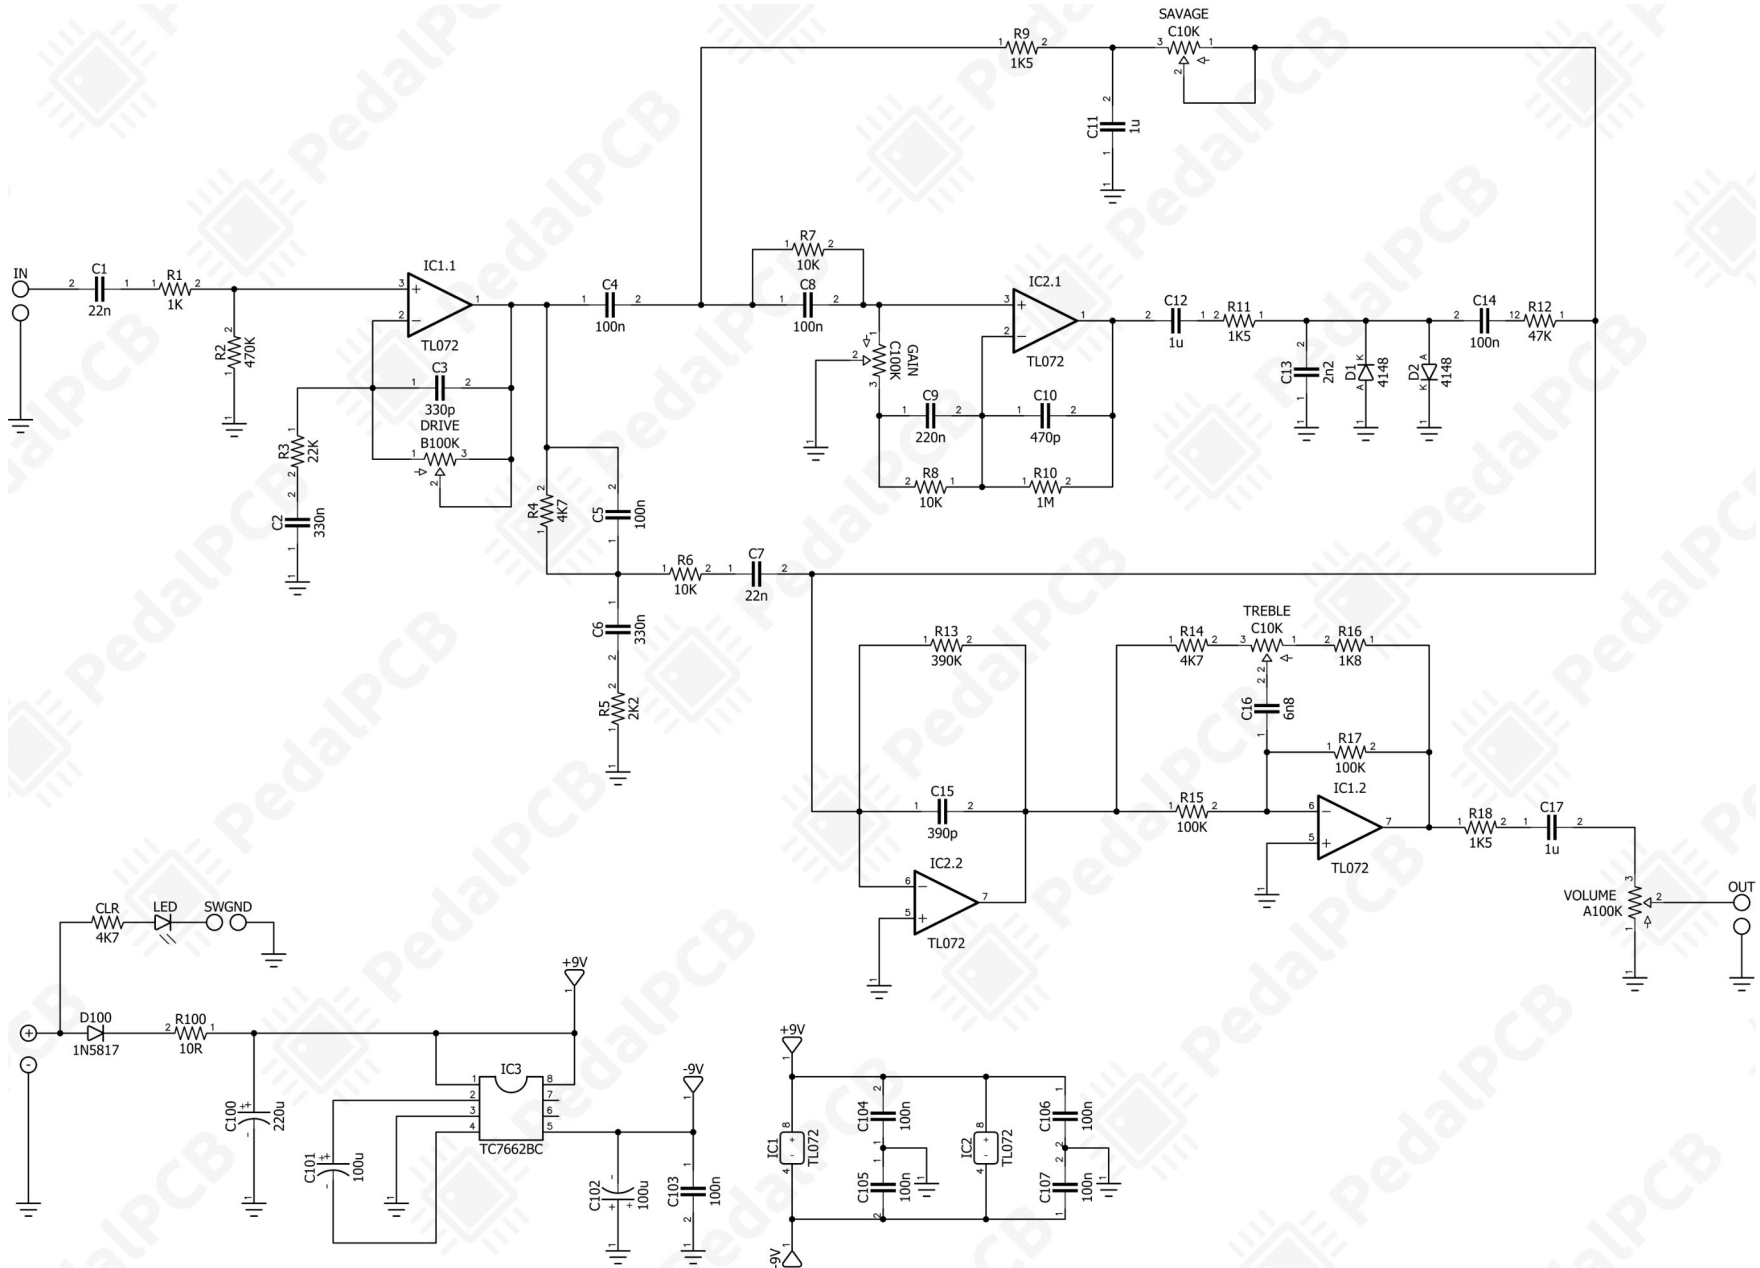 SAVAGE
C10K
R9
1K5
C11
1u
R7
10K
C8
100n
IN
C1
22n
R1
1K
R2
470K
IC1.1
TL072
C4
100n
GAIN
C100K
IC2.1
TL072
C12
1u
R11
1K5
C13
2n2
D1
4148
D2
4148
C14
100n
R12
47K
C3
330p
DRIVE
B100K
R3
22K
C2
330n
C9
220n
C10
470p
R8
10K
R10
1M
R4
4K7
C5
100n
R6
10K
C7
22n
C6
330n
R5
2K2
R13
390K
C15
390p
IC2.2
TL072
R14
4K7
TREBLE
C10K
R16
1K8
C16
6n8
R17
100K
R15
100K
IC1.2
TL072
R18
1K5
C17
1u
VOLUME
A100K
OUT
CLR
4K7
LED
SW
GND
D100
1N5817
R100
10R
+9V
C100
220u
IC3
TC7662BC
C101
100u
-9V
C102
100u
C103
100n
+9V
IC1
TL072
C104
100n
C105
100n
IC2
TL072
C106
100n
C107
100n
-9V
PedalPCB